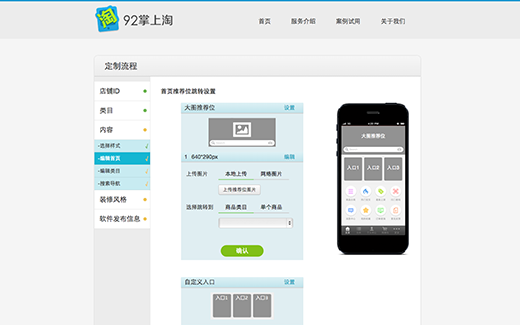 淘
92掌上淘
首页 服务介绍 案例试用 关于我们
定制流程
店铺ID
类目
内容
-选择样式
-编辑首页
-编辑类目
-搜索导航
装修风格
软件发布信息
首页推荐位跳转设置
大图推荐位 设置
1 640*290px 编辑
上传图片 本地上传 网络图片
上传推荐位图片
选择跳转到 商品类目 单个商品
确认
自定义入口 设置
入口1 入口2 入口3
大图推荐位
入口1 入口2 入口3